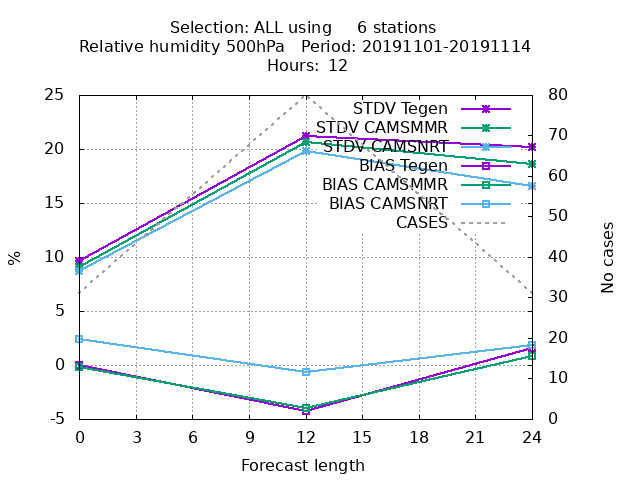 Selection: ALL using     6 stations
Relative humidity 500hPa   Period: 20191101-20191114
Hours: 12
25
20
15
10
5
0
-5
%
STDV Tegen
STDV CAMSMMR
STDV CAMSNRT
BIAS Tegen
BIAS CAMSMMR
BIAS CAMSNRT
CASES
80
70
60
50
40
30
20
10
0
No cases
0 3 6 9 12 15 18 21 24
Forecast length